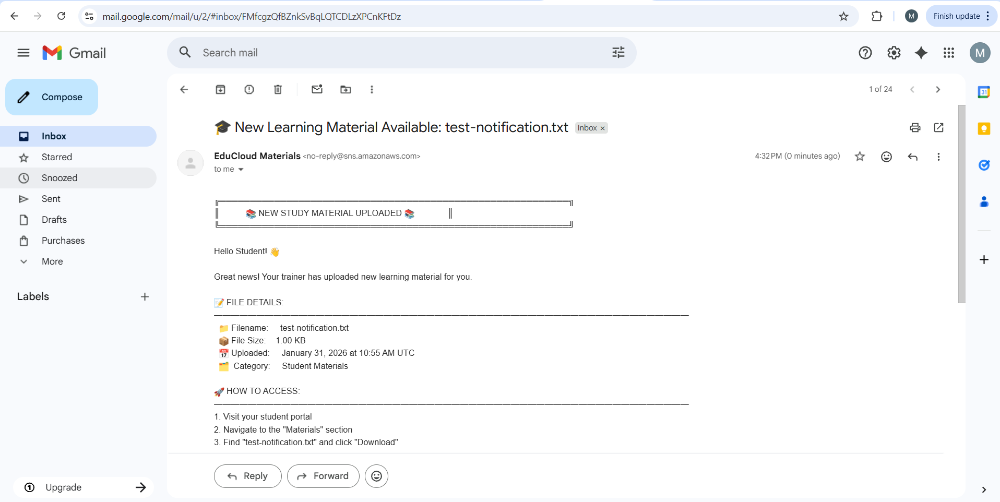 mail.google.com/mail/u/2/#inbox/FMfcgzQfBZnkSvBqLQTCDLzXPCnKFtDz
M
Finish update
Gmail
Search mail
M
Compose
1 of 24
31
Inbox
Starred
Snoozed
Sent
Drafts
Purchases
More
Labels
Upgrade
🎓 New Learning Material Available: test-notification.txt
Inbox ×
EduCloud Materials <no-reply@sns.amazonaws.com>
4:32 PM (0 minutes ago)
to me
📚 NEW STUDY MATERIAL UPLOADED 📚
Hello Student! 👋
Great news! Your trainer has uploaded new learning material for you.
📝 FILE DETAILS:
📁 Filename: test-notification.txt
📦 File Size: 1.00 KB
📅 Uploaded: January 31, 2026 at 10:55 AM UTC
🗂️ Category: Student Materials
🚀 HOW TO ACCESS:
1. Visit your student portal
2. Navigate to the "Materials" section
3. Find "test-notification.txt" and click "Download"
Reply
Forward